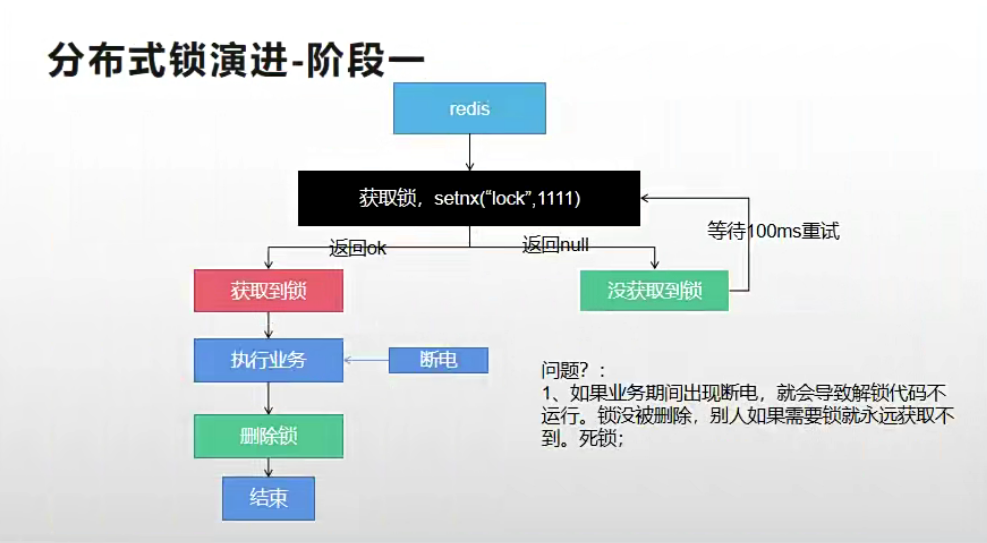 分布式锁演进-阶段一
redis
获取锁，setnx(“lock”,1111)
返回ok
返回null
等待100ms重试
获取到锁
没获取到锁
执行业务
断电
问题？：
1、如果业务期间出现断电，就会导致解锁代码不
运行。锁没被删除，别人如果需要锁就永远获取不
到。死锁；
删除锁
结束